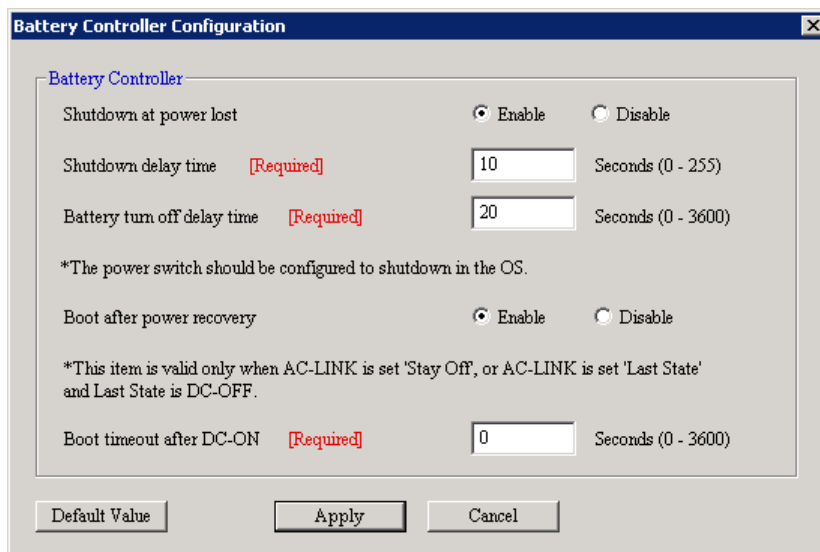 Battery Controller Configuration
Battery Controller
Shutdown at power lost Enable Disable
Shutdown delay time [Required] 10 Seconds (0 - 255)
Battery turn off delay time [Required] 20 Seconds (0 - 3600)
*The power switch should be configured to shutdown in the OS.
Boot after power recovery Enable Disable
*This item is valid only when AC-LINK is set 'Stay Off', or AC-LINK is set 'Last State'
and Last State is DC-OFF.
Boot timeout after DC-ON [Required] 0 Seconds (0 - 3600)
Default Value Apply Cancel